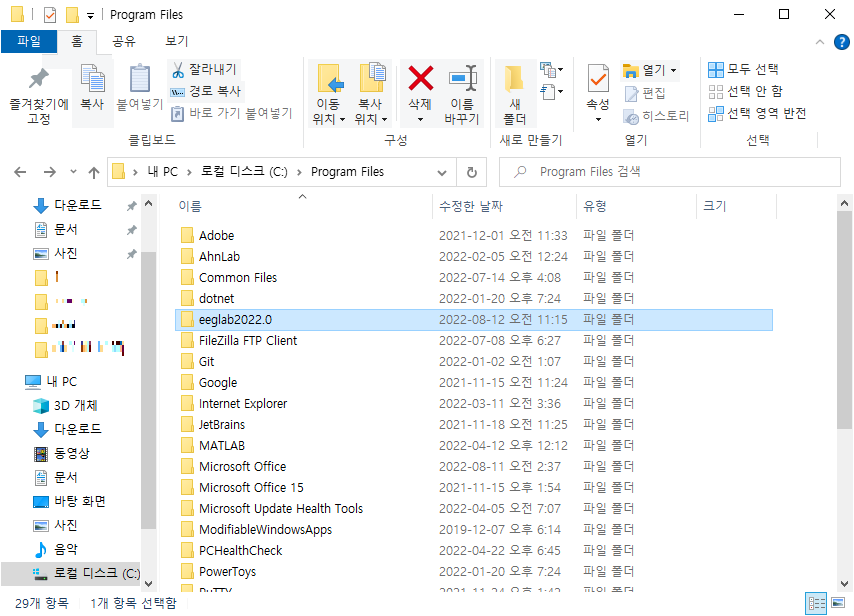 Program Files
파일 홈 공유 보기
즐겨찾기에 고정
복사
붙여넣기
잘라내기
경로 복사
바로 가기 붙여넣기
클립보드
이동 위치
복사 위치
삭제
이름 바꾸기
구성
새 폴더
새로 만들기
속성
열기
편집
히스토리
열기
모두 선택
선택 안 함
선택 영역 반전
선택
내 PC > 로컬 디스크 (C:) > Program Files
Program Files 검색
다운로드
문서
사진
내 PC
3D 개체
다운로드
동영상
문서
바탕 화면
사진
음악
로컬 디스크 (C:)
이름 수정한 날짜 유형 크기
Adobe 2021-12-01 오전 11:33 파일 폴더
AhnLab 2022-02-05 오전 12:24 파일 폴더
Common Files 2022-07-14 오후 4:08 파일 폴더
dotnet 2022-01-20 오후 7:24 파일 폴더
eeglab2022.0 2022-08-12 오전 11:15 파일 폴더
FileZilla FTP Client 2022-07-08 오후 6:27 파일 폴더
Git 2022-01-02 오전 1:07 파일 폴더
Google 2021-11-15 오전 11:24 파일 폴더
Internet Explorer 2022-03-11 오전 3:36 파일 폴더
JetBrains 2021-11-18 오전 11:25 파일 폴더
MATLAB 2022-04-12 오후 12:12 파일 폴더
Microsoft Office 2022-08-11 오전 2:37 파일 폴더
Microsoft Office 15 2021-11-15 오후 1:54 파일 폴더
Microsoft Update Health Tools 2022-04-05 오전 7:07 파일 폴더
ModifiableWindowsApps 2019-12-07 오후 6:14 파일 폴더
PCHealthCheck 2022-04-22 오후 6:45 파일 폴더
PowerToys 2022-01-20 오후 7:24 파일 폴더
PuTTY
29개 항목 1개 항목 선택함